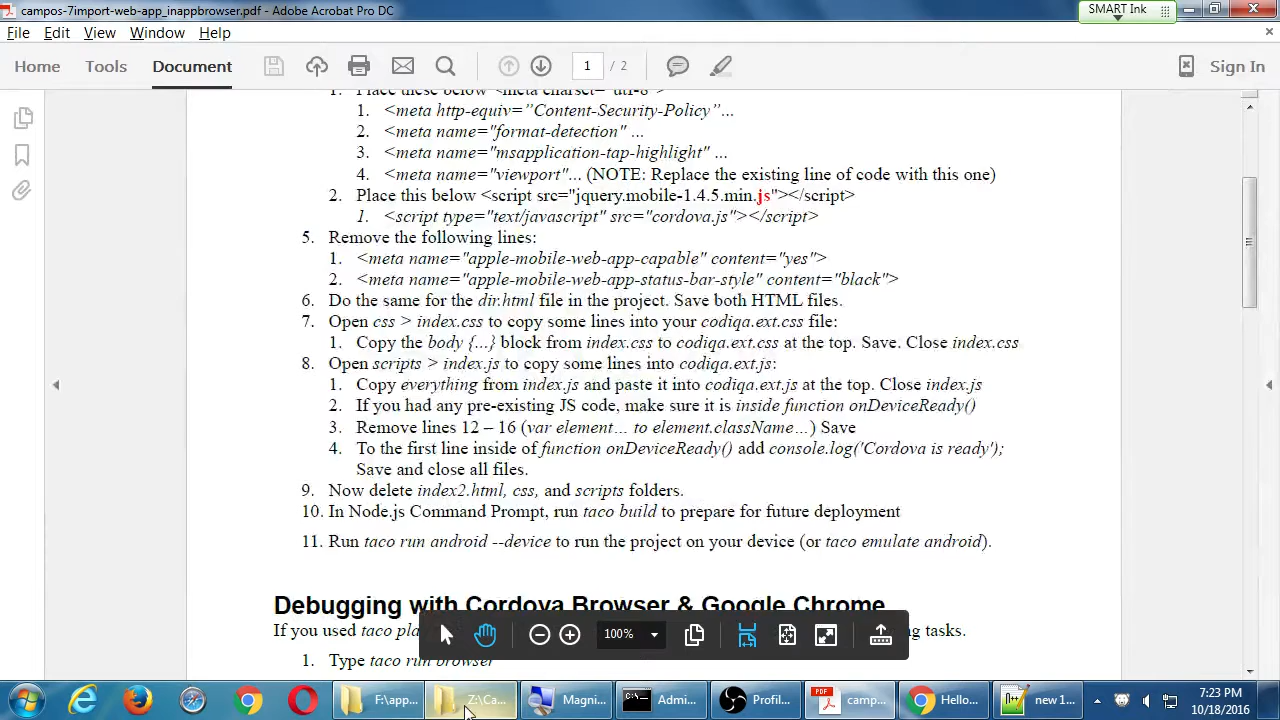 campos-7import-web-app_inappbrowser.pdf - Adobe Acrobat Pro DC
SMART Ink
File Edit View Window Help
Home Tools Document 1 / 2 Sign In
1. Place these below <meta charset="utf-8">
1. <meta http-equiv="Content-Security-Policy"...
2. <meta name="format-detection" ...
3. <meta name="msapplication-tap-highlight" ...
4. <meta name="viewport"... (NOTE: Replace the existing line of code with this one)
2. Place this below <script src="jquery.mobile-1.4.5.min.js"></script>
1. <script type="text/javascript" src="cordova.js"></script>
5. Remove the following lines:
1. <meta name="apple-mobile-web-app-capable" content="yes">
2. <meta name="apple-mobile-web-app-status-bar-style" content="black">
6. Do the same for the dir.html file in the project. Save both HTML files.
7. Open css > index.css to copy some lines into your codiqa.ext.css file:
1. Copy the body {...} block from index.css to codiqa.ext.css at the top. Save. Close index.css
8. Open scripts > index.js to copy some lines into codiqa.ext.js:
1. Copy everything from index.js and paste it into codiqa.ext.js at the top. Close index.js
2. If you had any pre-existing JS code, make sure it is inside function onDeviceReady()
3. Remove lines 12 – 16 (var element… to element.className…) Save
4. To the first line inside of function onDeviceReady() add console.log('Cordova is ready');
Save and close all files.
9. Now delete index2.html, css, and scripts folders.
10. In Node.js Command Prompt, run taco build to prepare for future deployment
11. Run taco run android --device to run the project on your device (or taco emulate android).
Debugging with Cordova Browser & Google Chrome
If you used taco play g tasks.
100%
1. Type taco run browser
F:\app... Z:\Ca... Magni... Admi... Profil... camp... Hello... new 1...
7:23 PM
10/18/2016